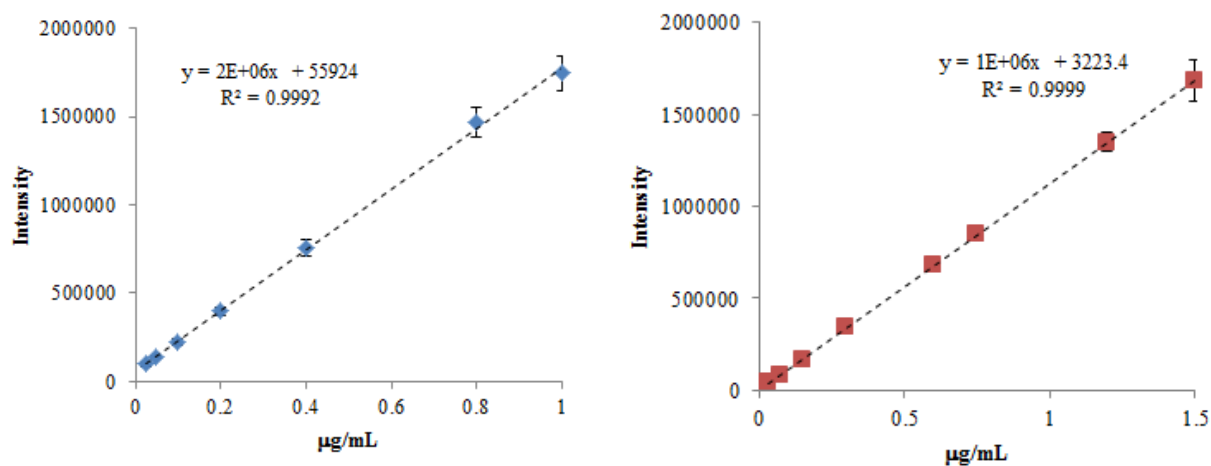 2000000
y = 2E+06x + 55924
R² = 0.9992
1500000
1000000
500000
0
0 0.2 0.4 0.6 0.8 1
Intensity
µg/mL
2000000
y = 1E+06x + 3223.4
R² = 0.9999
1500000
1000000
500000
0
0 0.5 1 1.5
Intensity
µg/mL